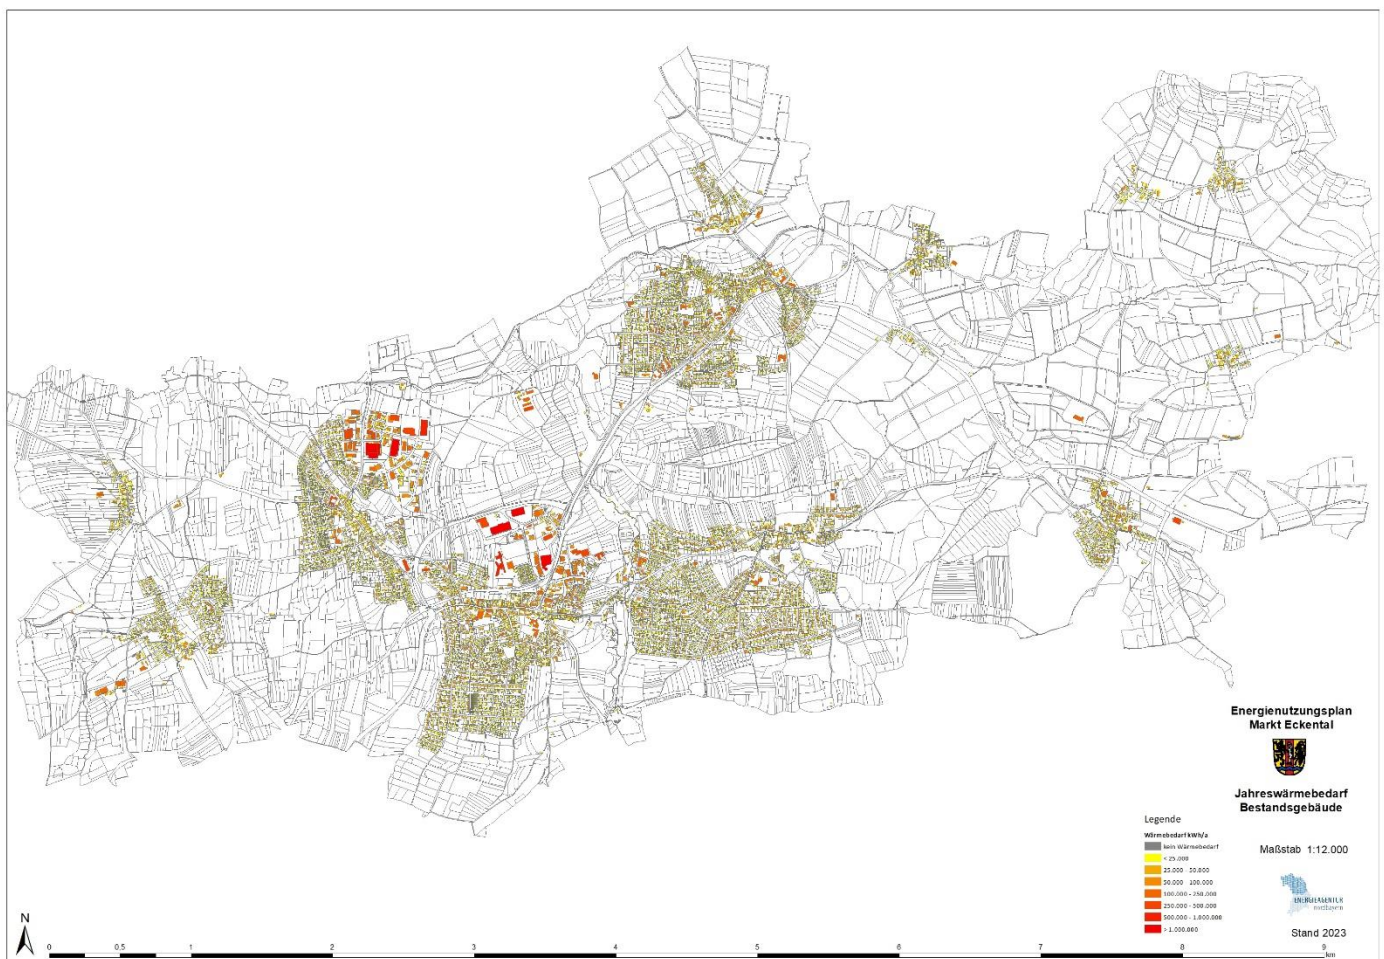 Energienutzungsplan
Markt Eckental
Jahreswärmebedarf
Bestandsgebäude
Legende
Wärmebedarf kWh/a
kein Wärmebedarf
< 25.000
25.000 - 50.000
50.000 - 100.000
100.000 - 250.000
250.000 - 500.000
500.000 - 1.000.000
> 1.000.000
Maßstab 1:12.000
ENERGIEAGENTUR
nordbayern
Stand 2023
N
0 0,5 1 2 3 4 5 6 7 8 9
km